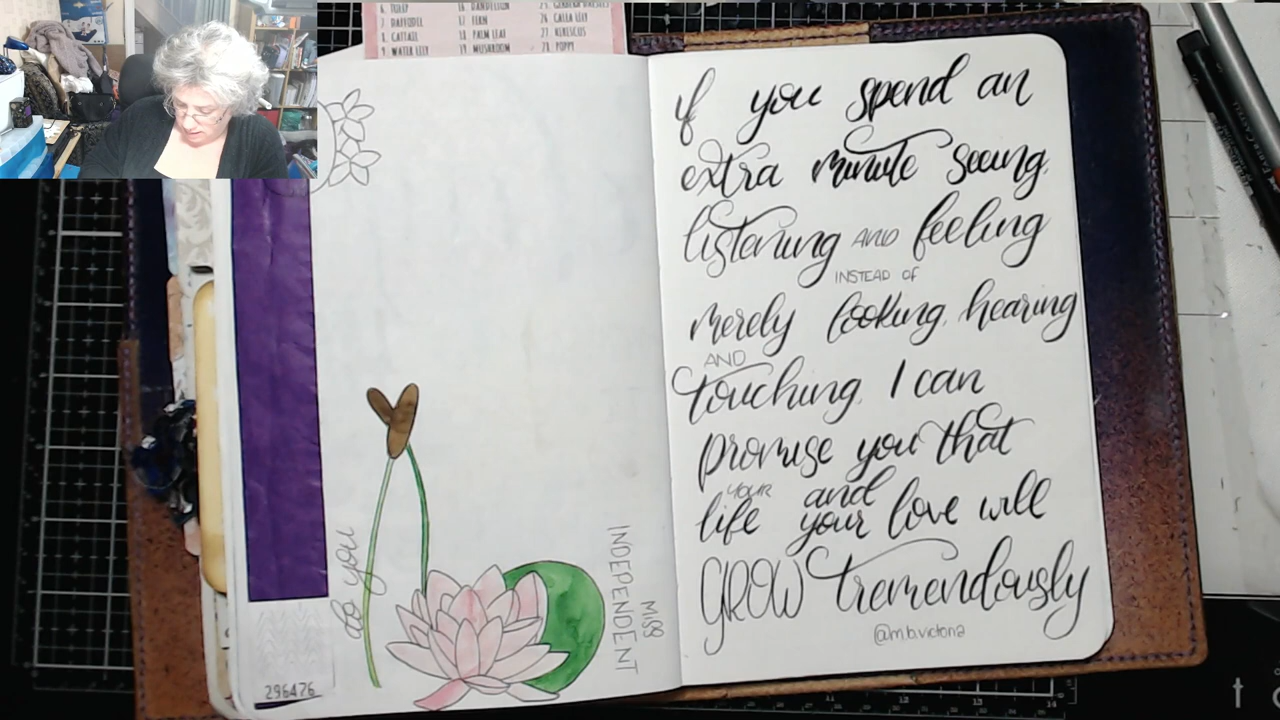 6. TULIP
7. DAFFODIL
8. CATTAIL
9. WATER LILY
16. DANDELION
17. FERN
18. PALM LEAF
19. MUSHROOM
26. CALLA LILY
27. HIBISCUS
28. POPPY
if you spend an
extra minute seeing,
listening AND feeling
INSTEAD OF
merely looking, hearing
AND
touching, I can
promise you that
YOUR and
life your love will
GROW tremendously
@m.b.victoria
do you
MISS
INDEPENDENT
296476